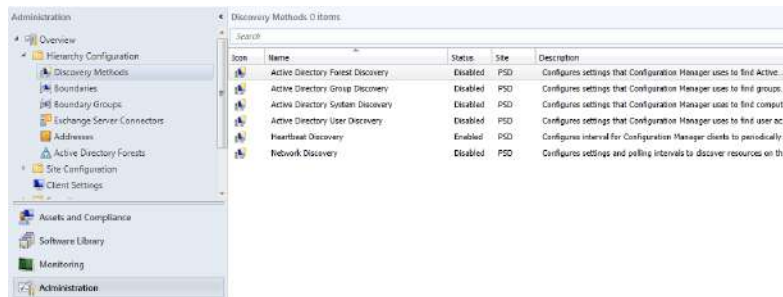 Administration
Overview
Hierarchy Configuration
Discovery Methods
Boundaries
Boundary Groups
Exchange Server Connectors
Addresses
Active Directory Forests
Site Configuration
Client Settings
Assets and Compliance
Software Library
Monitoring
Administration
Discovery Methods 0 items
Search
Icon Name Status Site Description
Active Directory Forest Discovery Disabled PSD Configures settings that Configuration Manager uses to find Active...
Active Directory Group Discovery Disabled PSD Configures settings that Configuration Manager uses to find groups,
Active Directory System Discovery Disabled PSD Configures settings that Configuration Manager uses to find comput
Active Directory User Discovery Disabled PSD Configures settings that Configuration Manager uses to find user ac
Heartbeat Discovery Enabled PSD Configures interval for Configuration Manager clients to periodically
Network Discovery Disabled PSD Configures settings and polling intervals to discover resources on th